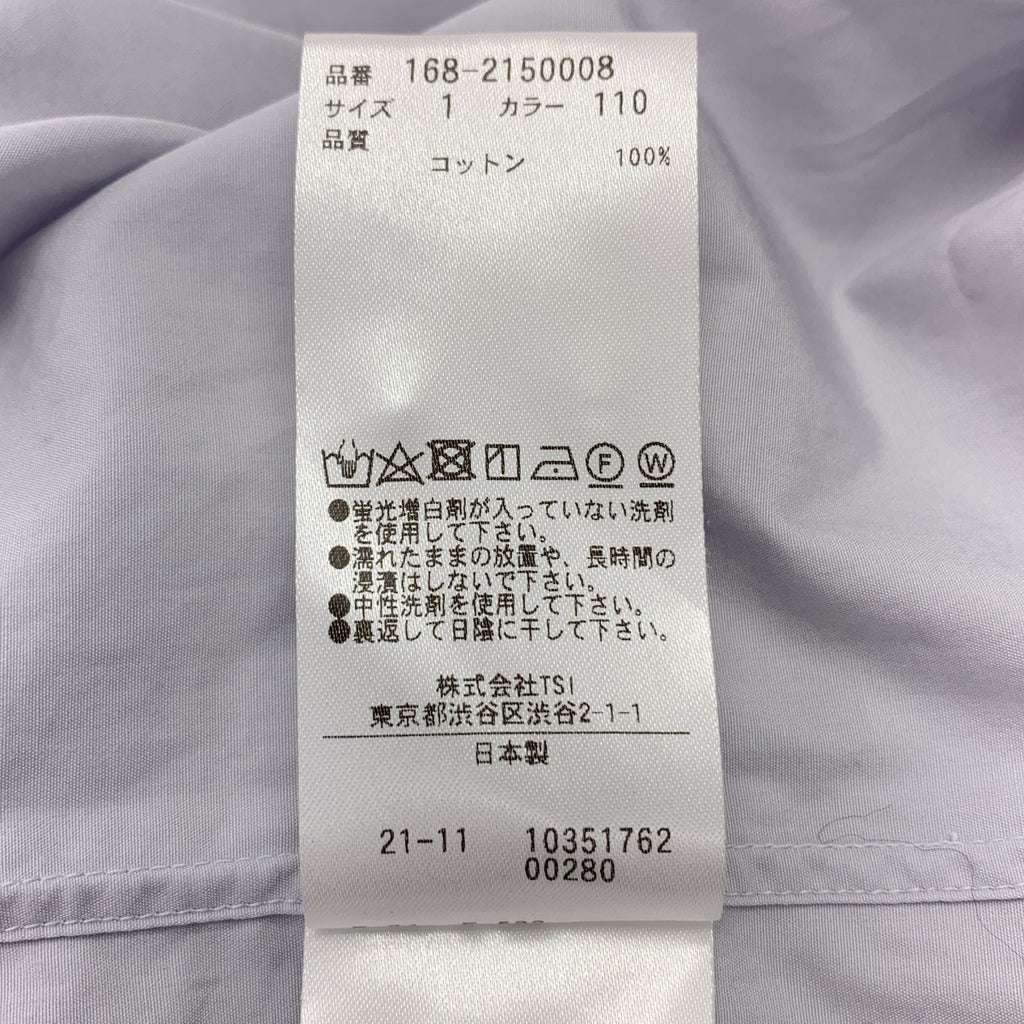 品番 168-2150008
サイズ 1 カラー 110
品質
コットン 100%
F W
●蛍光増白剤が入っていない洗剤
を使用して下さい。
●濡れたままの放置や、長時間の
浸漬はしないで下さい。
●中性洗剤を使用して下さい。
●裏返して日陰に干して下さい。
株式会社TSI
東京都渋谷区渋谷2-1-1
日本製
21-11 10351762
00280